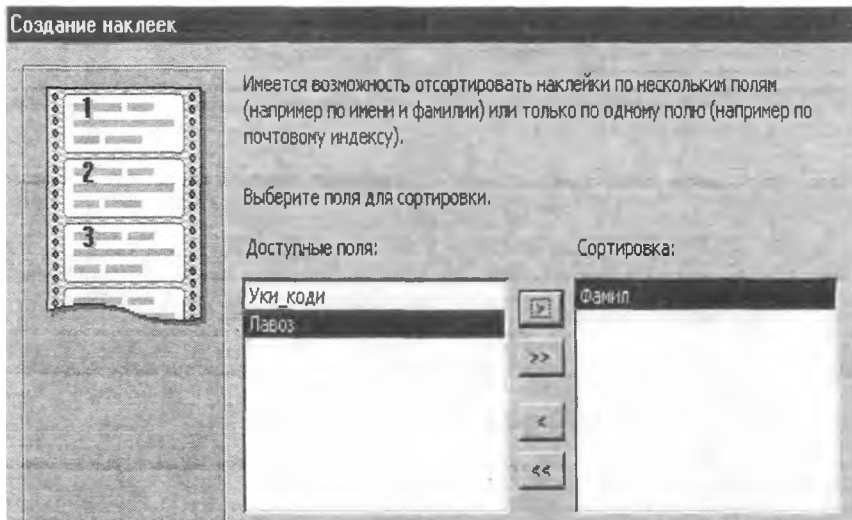 Создание наклеек
1
2
3
Имеется возможность отсортировать наклейки по нескольким полям
(например по имени и фамилии) или только по одному полю (например по
почтовому индексу).
Выберите поля для сортировки.
Доступные поля:
Сортировка:
Уки_коди
Лавоз
Фамил
>
>>
<
<<